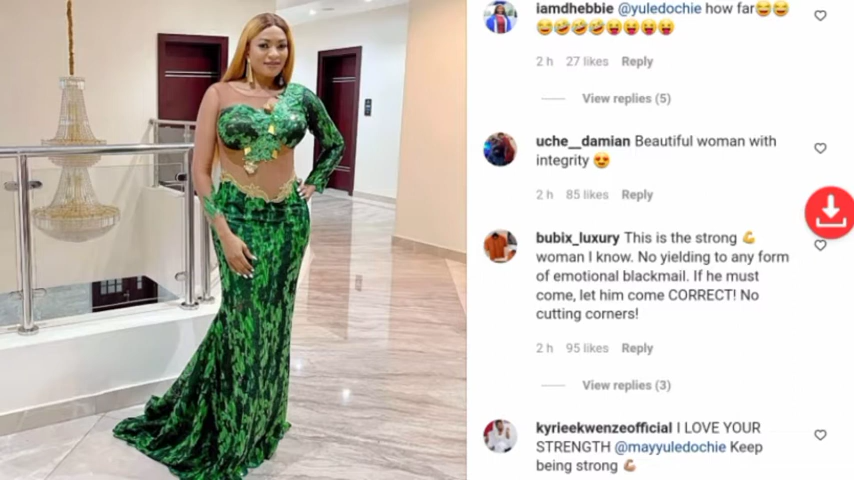 iamdhebbie @yuledochie how far😂😂
😂🤣🤣🤣😝😝😝😝
2 h 27 likes Reply
View replies (5)
uche__damian Beautiful woman with
integrity 😍
2 h 85 likes Reply
bubix_luxury This is the strong 💪
woman I know. No yielding to any form
of emotional blackmail. If he must
come, let him come CORRECT! No
cutting corners!
2 h 95 likes Reply
View replies (3)
kyrieekwenzeofficial I LOVE YOUR
STRENGTH @mayyuledochie Keep
being strong 💪🏽